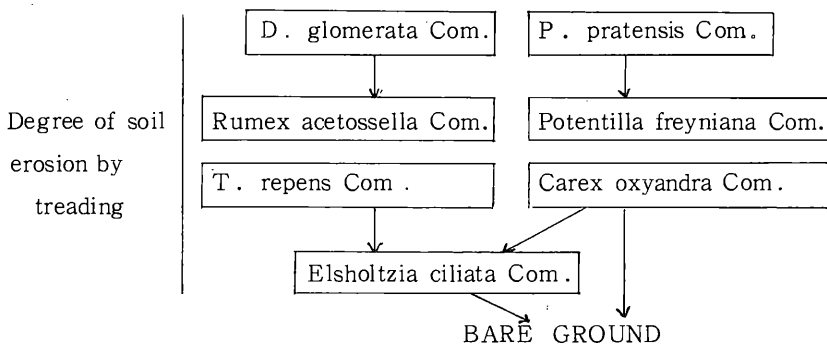 D. glomerata Com.
P. pratensis Com。
Degree of soil
erosion by
treading
Rumex acetossella Com.
Potentilla freyniana Com.
T. repens Com.
Carex oxyandra Com.
Elsholtzia ciliata Com.
BARE GROUND